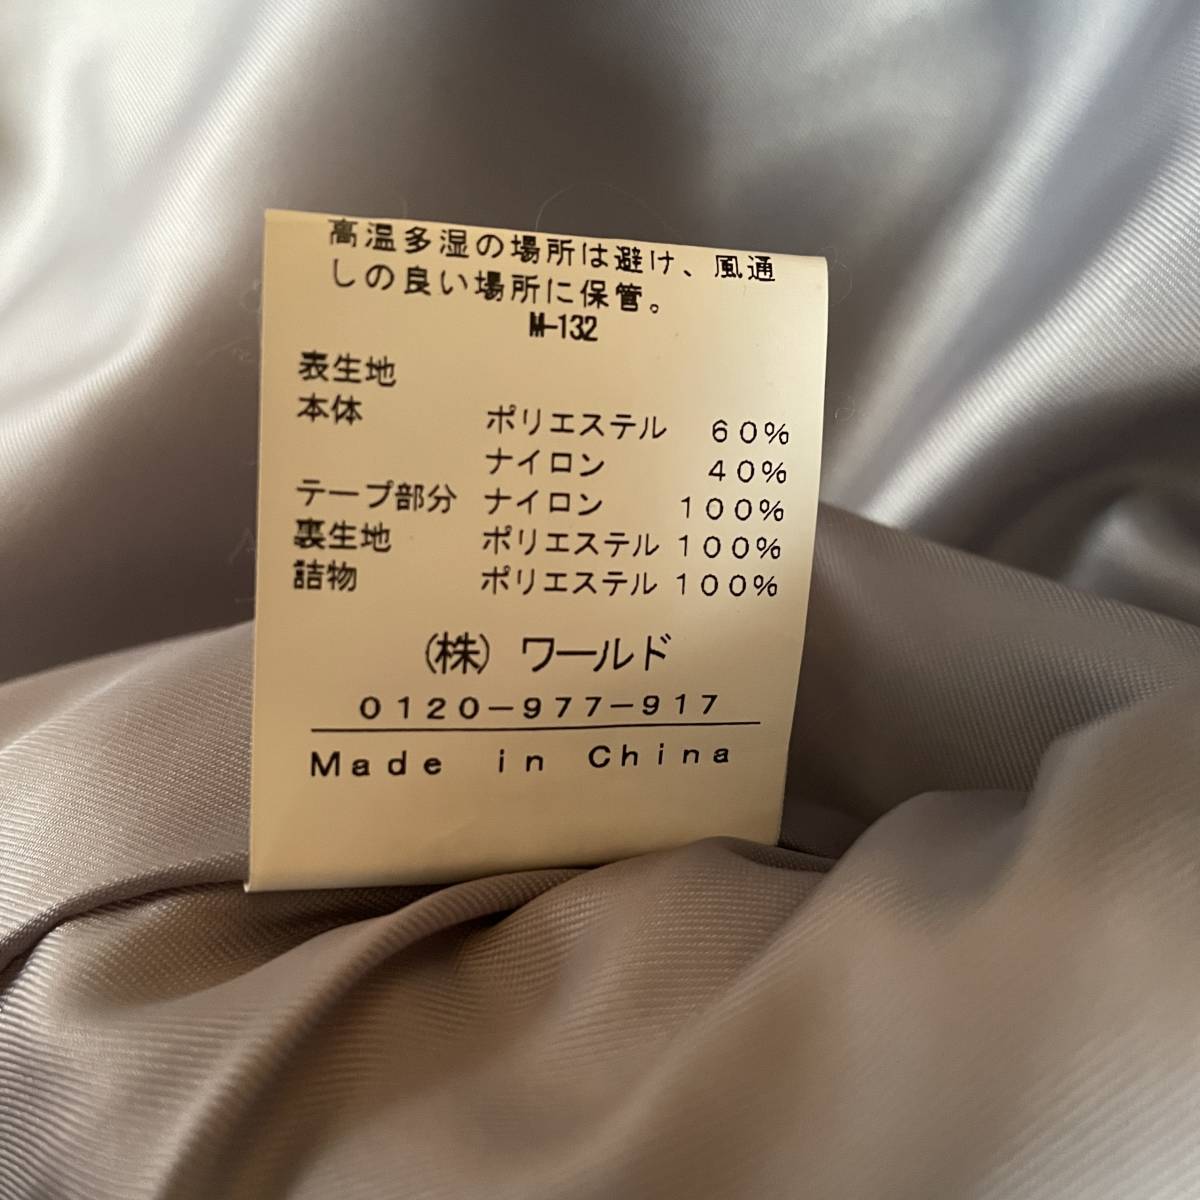 高温多湿の場所は避け、風通
しの良い場所に保管。
M-132
表生地
本体 ポリエステル 60%
ナイロン 40%
テープ部分 ナイロン 100%
裏生地 ポリエステル 100%
詰物 ポリエステル 100%
(株) ワールド
0120-977-917
Made in China